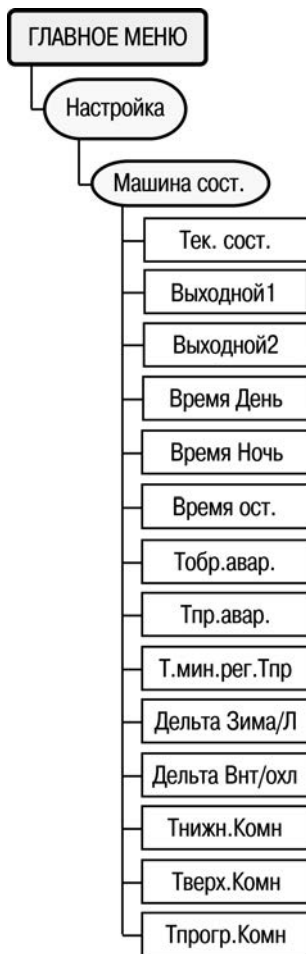 ГЛАВНОЕ МЕНЮ
Настройка
Машина сост.
Тек. сост.
Выходной1
Выходной2
Время День
Время Ночь
Время ост.
Тобр.авар.
Тпр.авар.
Т.мин.рег.Тпр
Дельта Зима/Л
Дельта Внт/охл
Тнижн.Комн
Тверх.Комн
Тпрогр.Комн